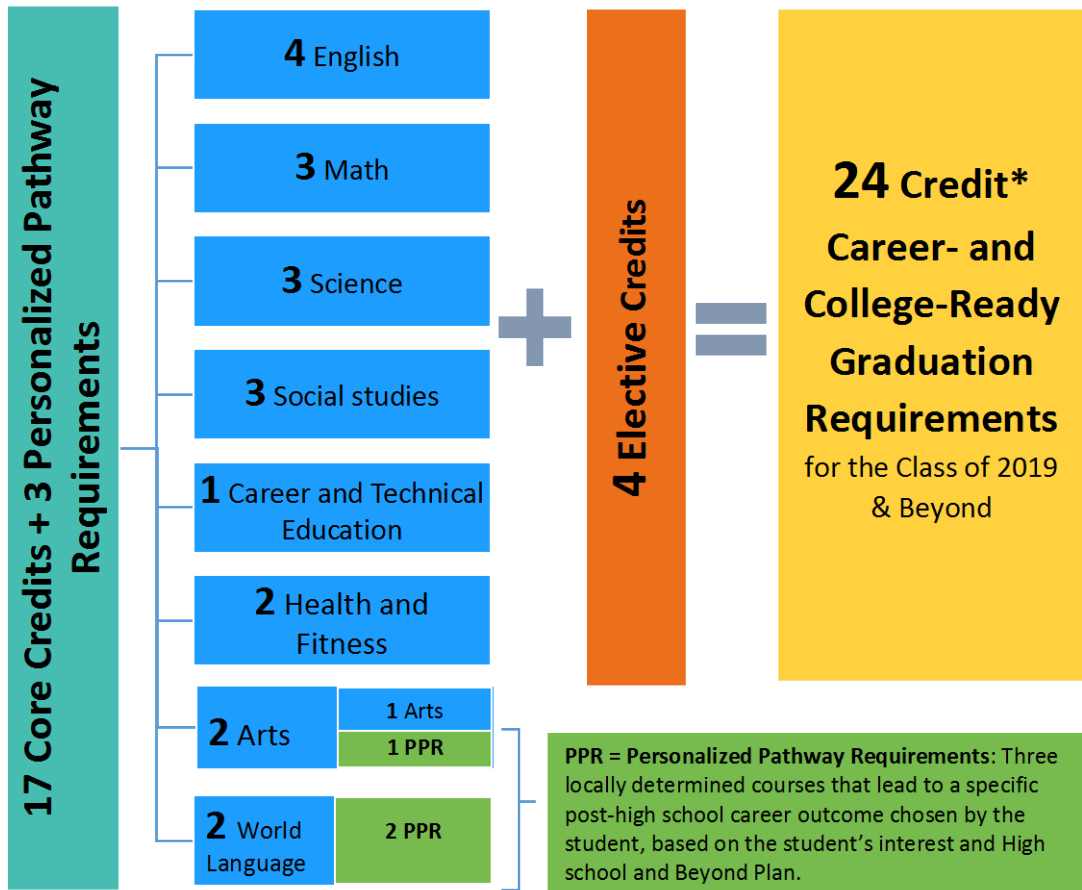 17 Core Credits + 3 Personalized Pathway
Requirements
4 English
3 Math
3 Science
3 Social studies
1 Career and Technical
Education
2 Health and
Fitness
2 Arts
1 Arts
1 PPR
2 World
Language
2 PPR
4 Elective Credits
24 Credit*
Career- and
College-Ready
Graduation
Requirements
for the Class of 2019
& Beyond
PPR = Personalized Pathway Requirements: Three
locally determined courses that lead to a specific
post-high school career outcome chosen by the
student, based on the student’s interest and High
school and Beyond Plan.